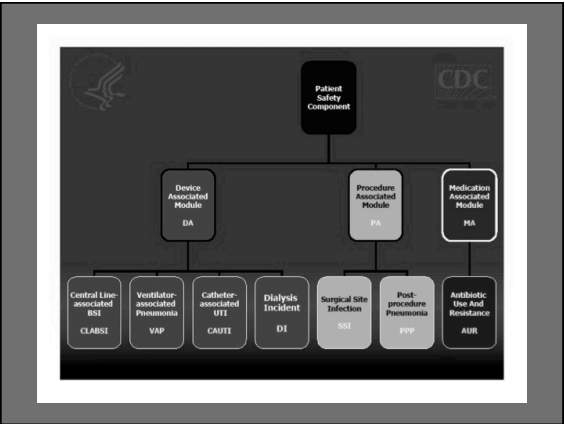 Patient
Safety
Component
CDC
Device
Associated
Module
DA
Procedure
Associated
Module
PA
Medication
Associated
Module
MA
Central Line-
associated
BSI
CLABSI
Ventilator-
associated
Pneumonia
VAP
Catheter-
associated
UTI
CAUTI
Dialysis
Incident
DI
Surgical Site
Infection
SSI
Post-
procedure
Pneumonia
PPP
Antibiotic
Use And
Resistance
AUR